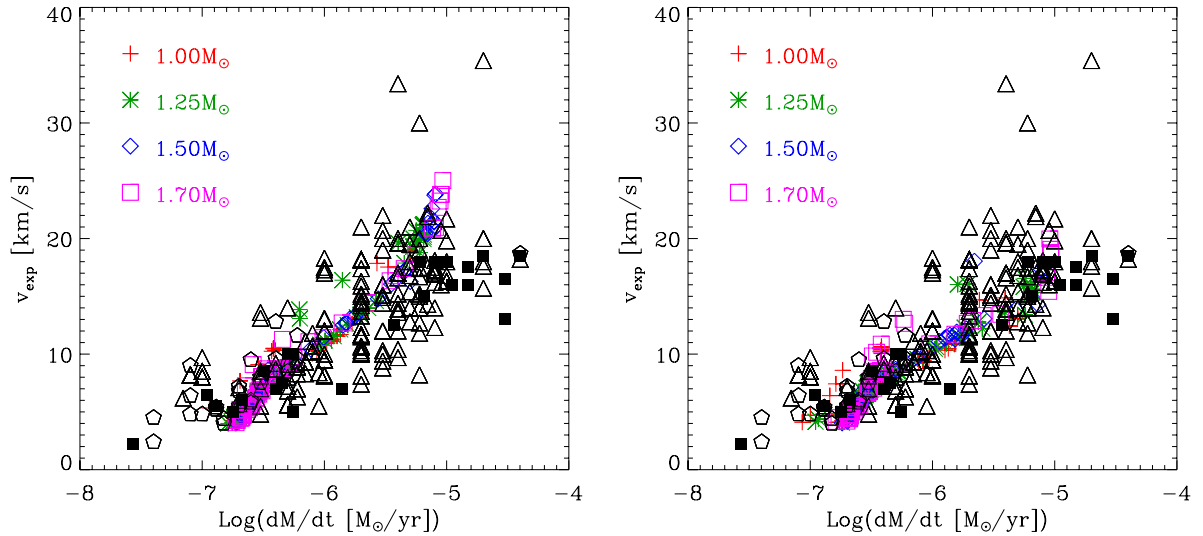 40
30
20
10
0
v_exp [km/s]
1.00M☉
1.25M☉
1.50M☉
1.70M☉
−8 −7 −6 −5 −4
Log(dM/dt [M☉/yr])
40
30
20
10
0
v_exp [km/s]
1.00M☉
1.25M☉
1.50M☉
1.70M☉
−8 −7 −6 −5 −4
Log(dM/dt [M☉/yr])